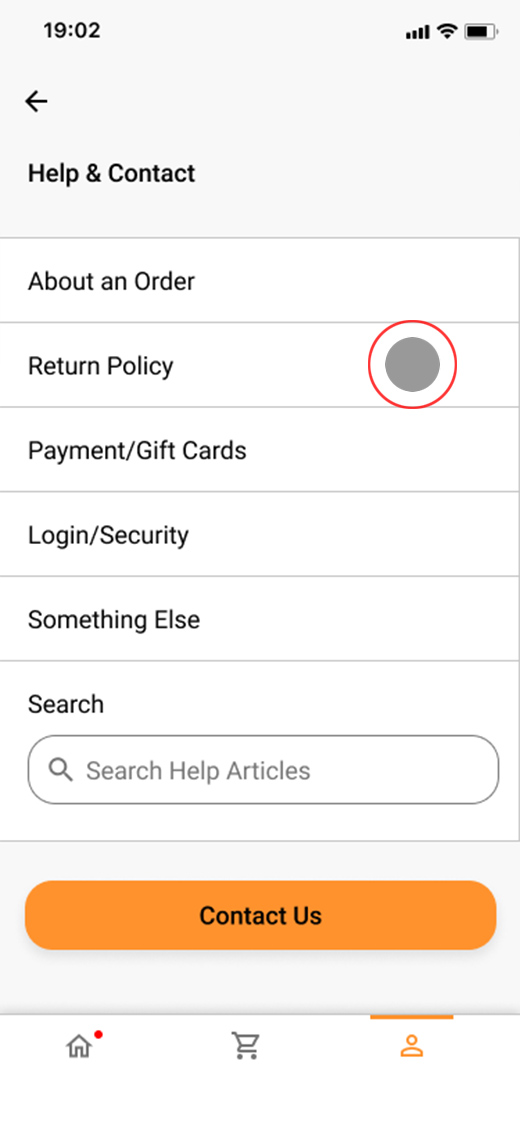 19:02
Help & Contact
About an Order
Return Policy
Payment/Gift Cards
Login/Security
Something Else
Search
Search Help Articles
Contact Us